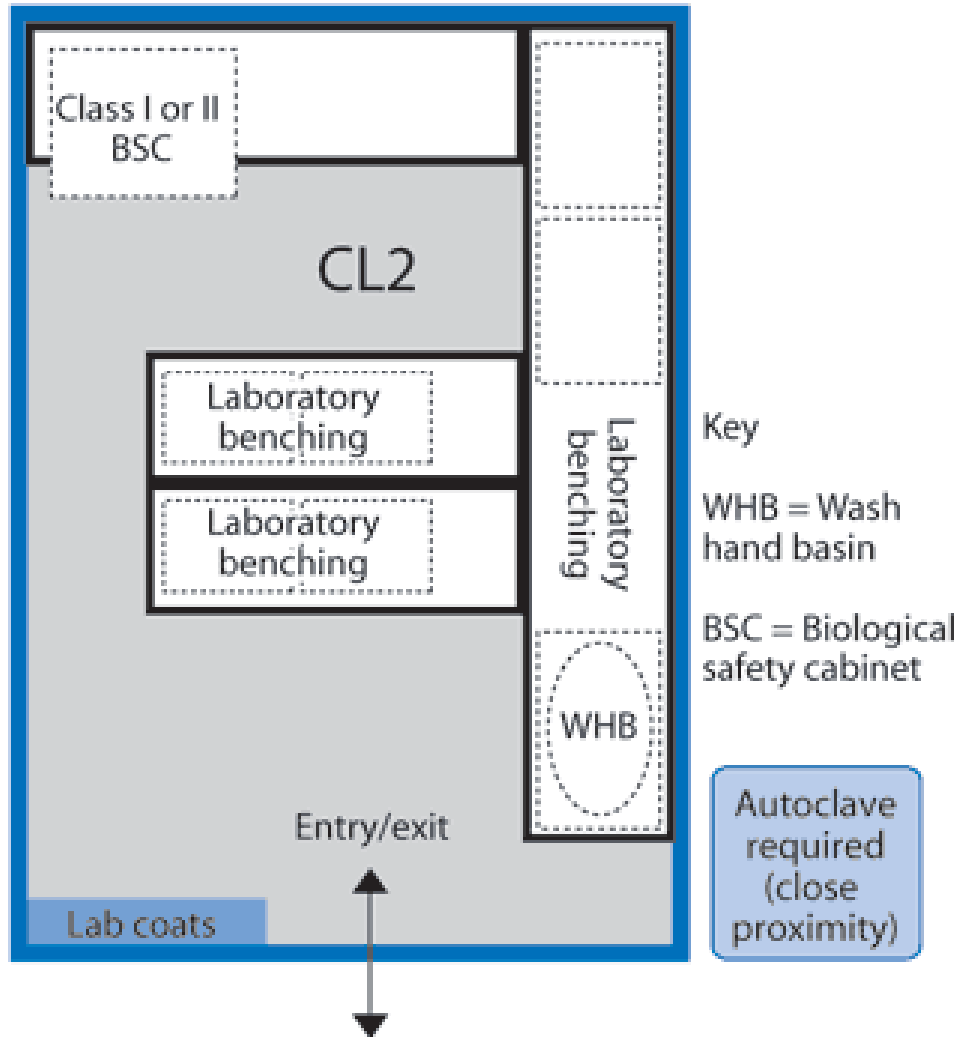 Class I or II
BSC
CL2
Laboratory
benching
Laboratory
benching
Laboratory
benching
WHB
Entry/exit
Lab coats
Key
WHB = Wash
hand basin
BSC = Biological
safety cabinet
Autoclave
required
(close
proximity)